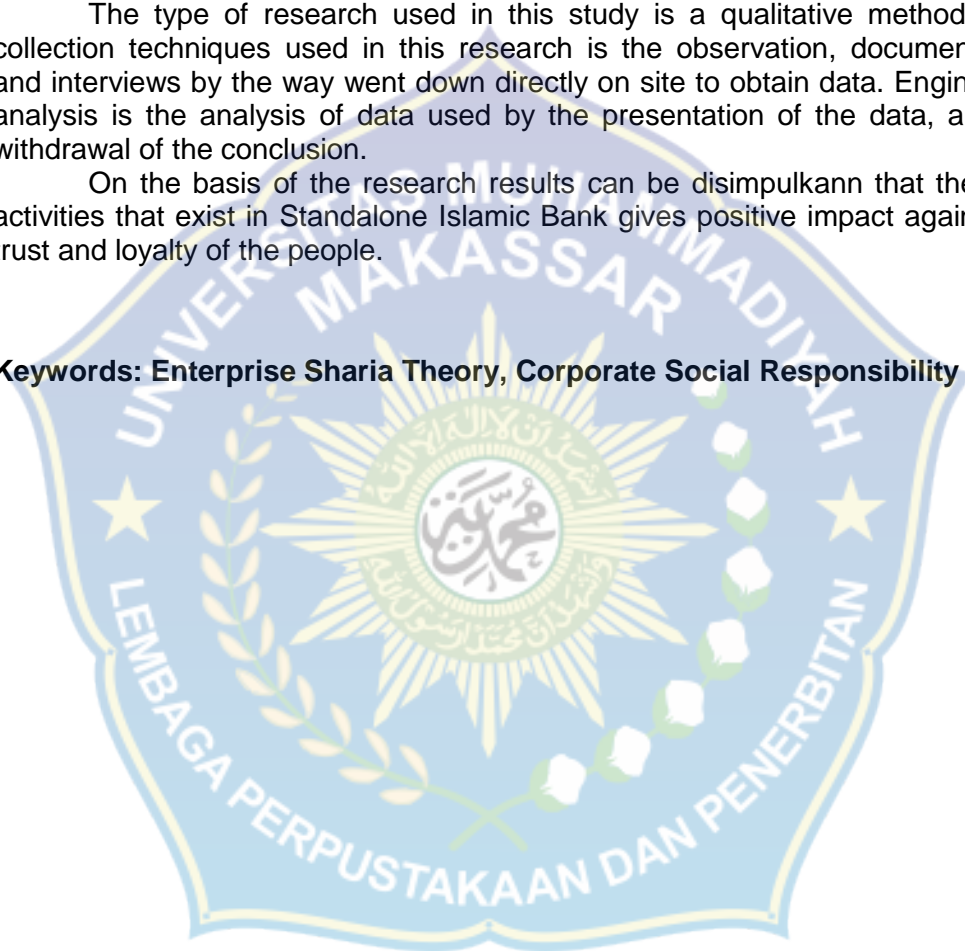 The type of research used in this study is a qualitative method
collection techniques used in this research is the observation, documen
and interviews by the way went down directly on site to obtain data. Engin
analysis is the analysis of data used by the presentation of the data, a
withdrawal of the conclusion.
On the basis of the research results can be disimpulkann that the
activities that exist in Standalone Islamic Bank gives positive impact again
trust and loyalty of the people.
Keywords: Enterprise Sharia Theory, Corporate Social Responsibility
UNIVERSITAS MUHAMMADIYAH
MAKASSAR
LEMBAGA PERPUSTAKAAN DAN PENERBITAN